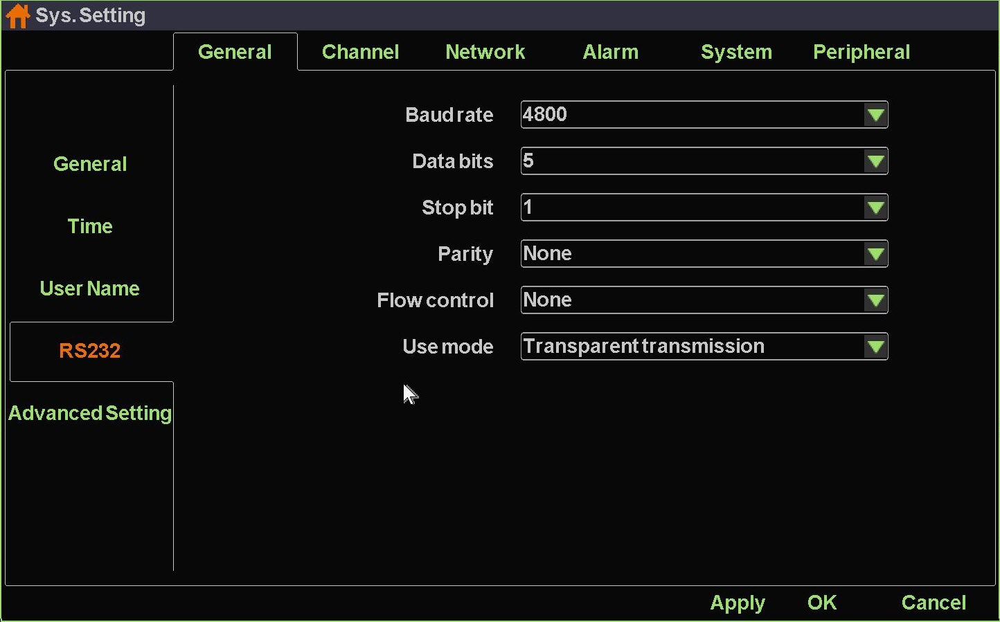 Sys. Setting
General Channel Network Alarm System Peripheral
General
Time
User Name
RS232
Advanced Setting
Baud rate 4800
Data bits 5
Stop bit 1
Parity None
Flow control None
Use mode Transparent transmission
Apply OK Cancel